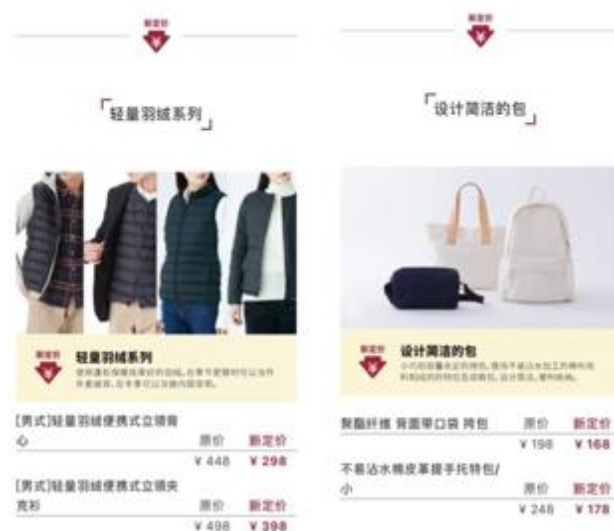 新定价
¥
「轻量羽绒系列」
新定价
¥
轻量羽绒系列
[男式]轻量羽绒便携式立领背
心
原价 新定价
¥ 448 ¥ 298
[男式]轻量羽绒便携式立领夹
克衫
原价 新定价
¥ 498 ¥ 398
新定价
¥
「设计简洁的包」
新定价
¥
设计简洁的包
聚酯纤维 背面带口袋 挎包 原价 新定价
¥ 198 ¥ 168
不易沾水棉皮革提手托特包/
小 原价 新定价
¥ 248 ¥ 178